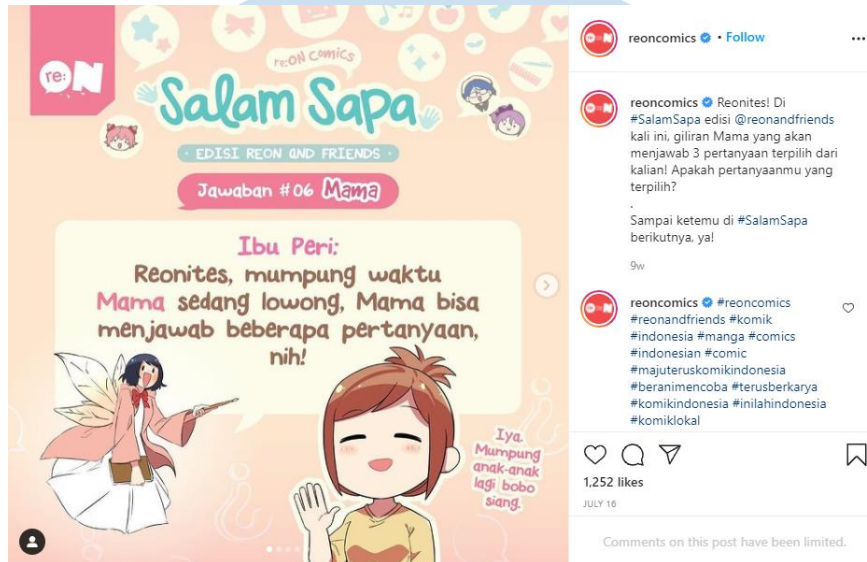 re:ON
re:ON Comics
Salam Sapa
EDISI REON AND FRIENDS
Jawaban #06 Mama
Ibu Peri:
Reonites, mumpung waktu
Mama sedang lowong, Mama bisa
menjawab beberapa pertanyaan,
nih!
Iya.
Mumpung
anak-anak
lagi bobo
siang.
reoncomics • Follow
reoncomics Reonites! Di
#SalamSapa edisi @reonandfriends
kali ini, giliran Mama yang akan
menjawab 3 pertanyaan terpilih dari
kalian! Apakah pertanyaanmu yang
terpilih?
.
Sampai ketemu di #SalamSapa
berikutnya, ya!
9w
reoncomics #reoncomics
#reonandfriends #komik
#indonesia #manga #comics
#indonesian #comic
#majuteruskomikindonesia
#beranimencoba #terusberkarya
#komikindonesia #inilahindonesia
#komiklokal
1,252 likes
JULY 16
Comments on this post have been limited.